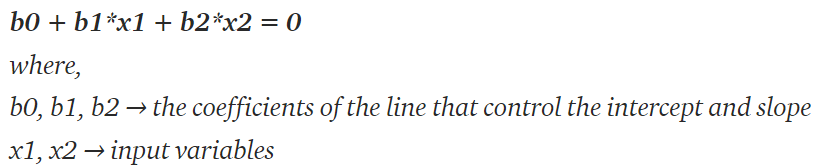 b0 + b1*x1 + b2*x2 = 0
where,
b0, b1, b2 → the coefficients of the line that control the intercept and slope
x1, x2 → input variables